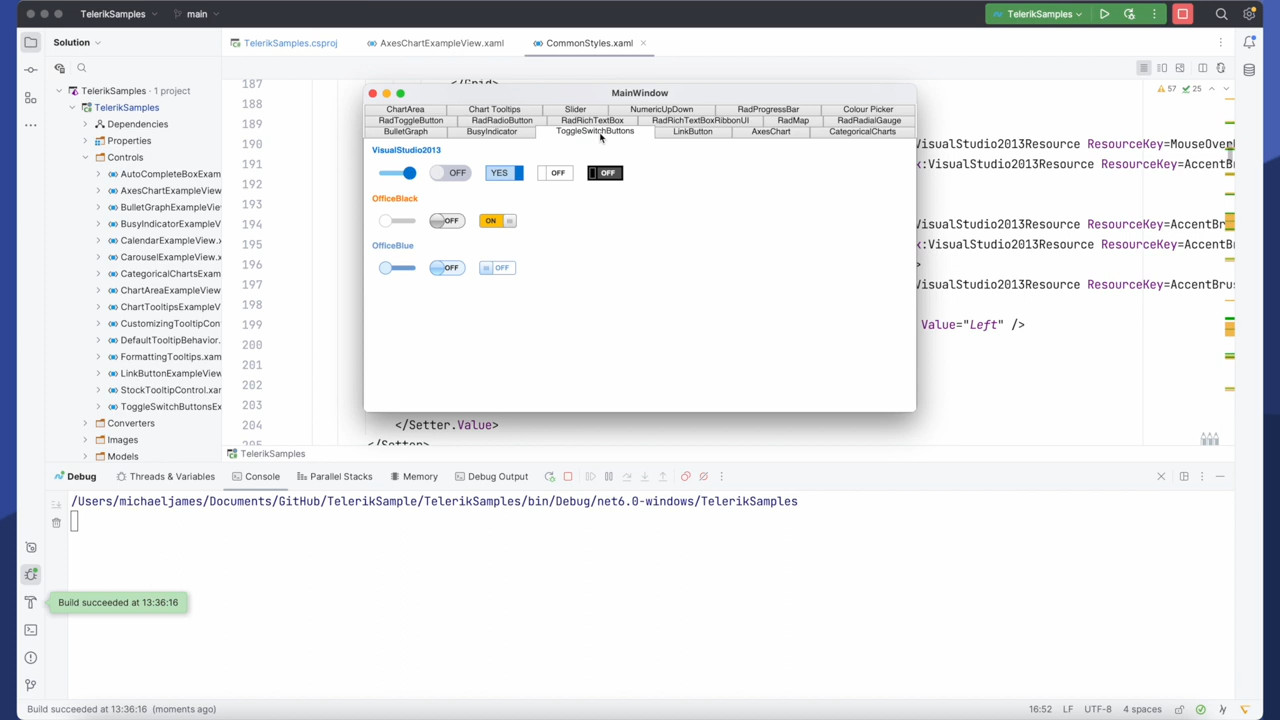 TelerikSamples main TelerikSamples
Solution TelerikSamples.csproj AxesChartExampleView.xaml CommonStyles.xaml
TelerikSamples · 1 project
TelerikSamples
Dependencies
Properties
Controls
AutoCompleteBoxExam
AxesChartExampleView
BulletGraphExampleVie
BusyIndicatorExampleV
CalendarExampleView.x
CarouselExampleView.x
CategoricalChartsExam
ChartAreaExampleView
ChartTooltipsExampleV
CustomizingTooltipCon
DefaultTooltipBehavior.
FormattingTooltips.xam
LinkButtonExampleView
StockTooltipControl.xa
ToggleSwitchButtonsEx
Converters
Images
Models
57 25
187
188
190 VisualStudio2013Resource ResourceKey=MouseOver
191 x:VisualStudio2013Resource ResourceKey=AccentBr
192
193
194 VisualStudio2013Resource ResourceKey=AccentBr
195 x:VisualStudio2013Resource ResourceKey=AccentBr
196 >
197 VisualStudio2013Resource ResourceKey=AccentBrus
198
199 Value="Left" />
200
201
202
203
204 </Setter.Value>
</Setter>
MainWindow
ChartArea Chart Tooltips Slider NumericUpDown RadProgressBar Colour Picker
RadToggleButton RadRadioButton RadRichTextBox RadRichTextBoxRibbonUI RadMap RadRadialGauge
BulletGraph BusyIndicator ToggleSwitchButtons LinkButton AxesChart CategoricalCharts
VisualStudio2013
OFF YES OFF OFF
OfficeBlack
OFF ON
OfficeBlue
OFF OFF
TelerikSamples
Debug Threads & Variables Console Parallel Stacks Memory Debug Output
/Users/michaeljames/Documents/GitHub/TelerikSample/TelerikSamples/bin/Debug/net6.0-windows/TelerikSamples
Build succeeded at 13:36:16
Build succeeded at 13:36:16 (moments ago) 16:52 LF UTF-8 4 spaces